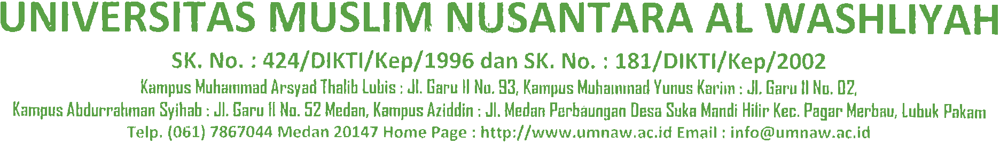 UNIVERSITAS MUSLIM NUSANTARA AL WASHLIYAH
SK. No. : 424/DIKTI/Kep/1996 dan SK. No. : 181/DIKTI/Kep/2002
Kampus Muhammad Arsyad Thalib Lubis : Jl. Garu II No. 93, Kampus Muhammad Yunus Karim : Jl. Garu II No. 02,
Kampus Abdurrahman Syihab : Jl. Garu II No. 52 Medan, Kampus Aziddin : Jl. Medan Perbaungan Desa Suka Mandi Hilir Kec. Pagar Merbau, Lubuk Pakam
Telp. (061) 7867044 Medan 20147 Home Page : http://www.umnaw.ac.id Email : info@umnaw.ac.id